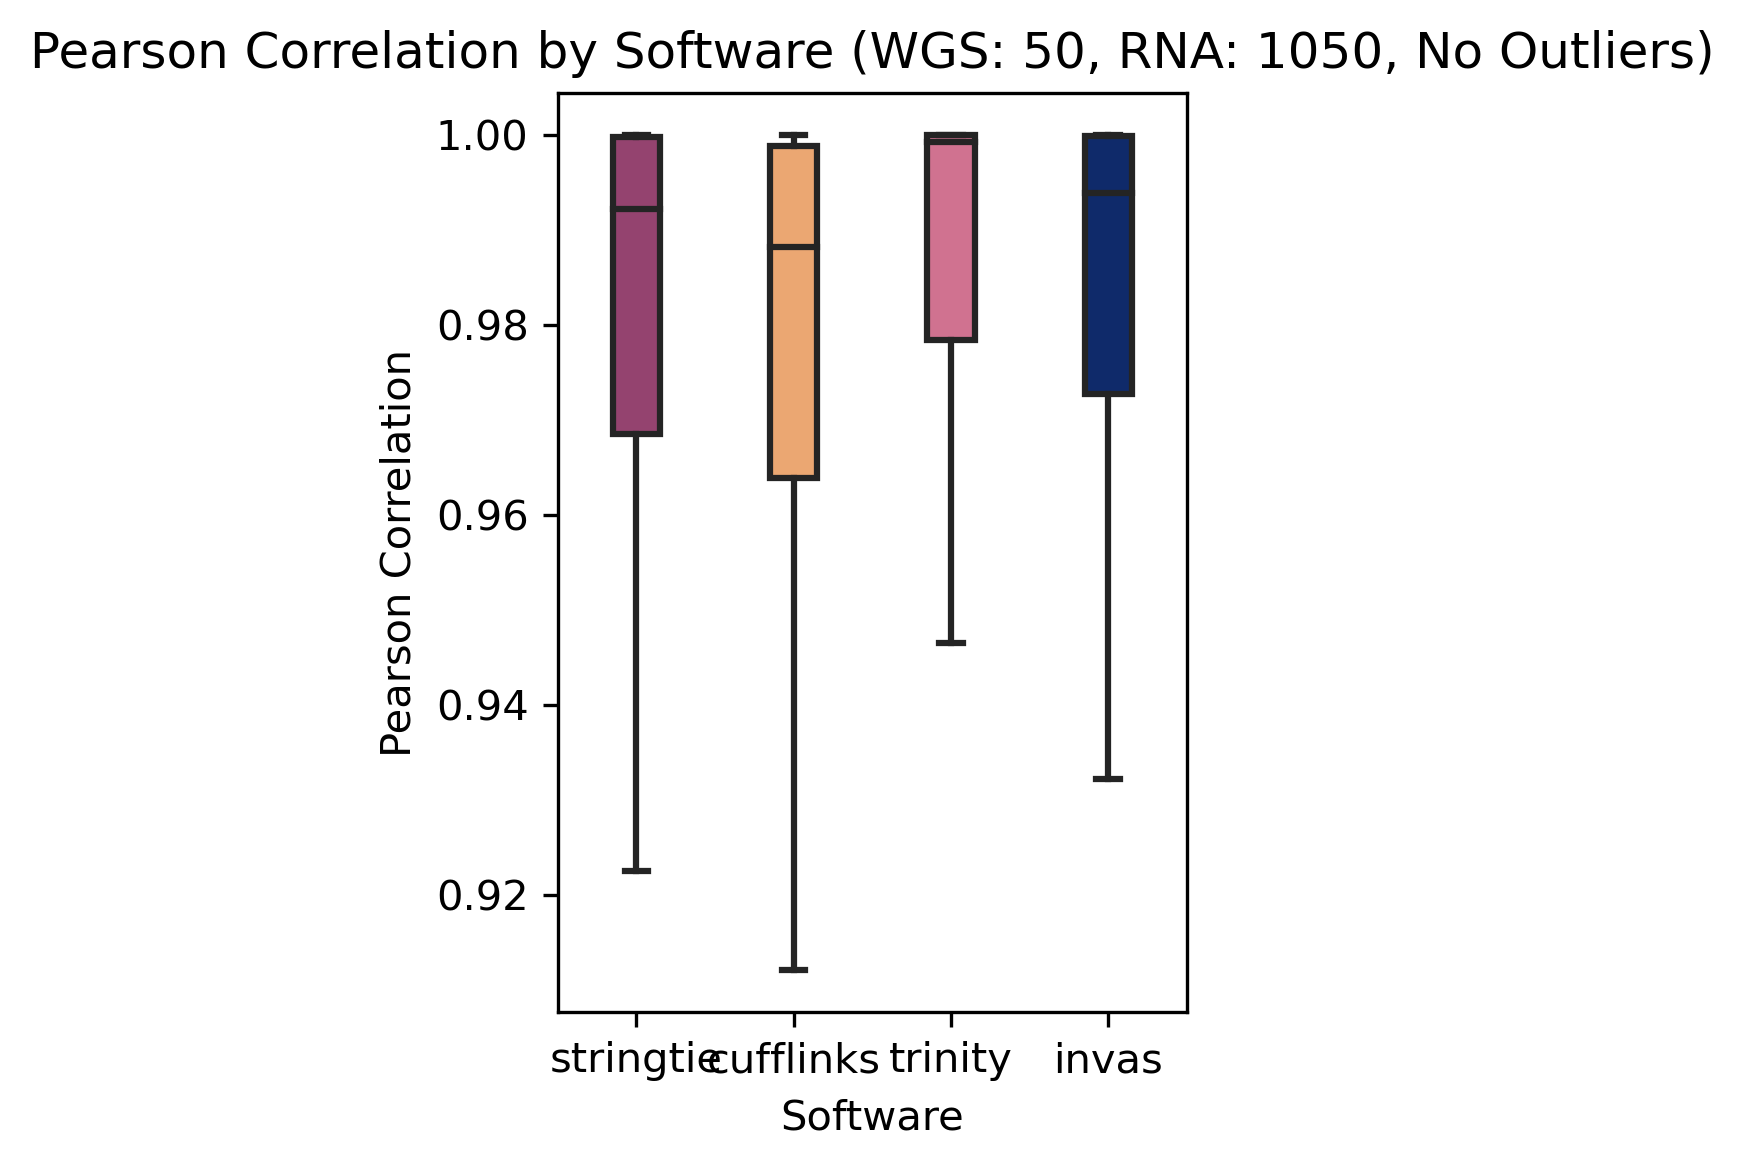 Pearson Correlation by Software (WGS: 50, RNA: 1050, No Outliers)
Pearson Correlation
1.00
0.98
0.96
0.94
0.92
stringtie cufflinks trinity invas
Software